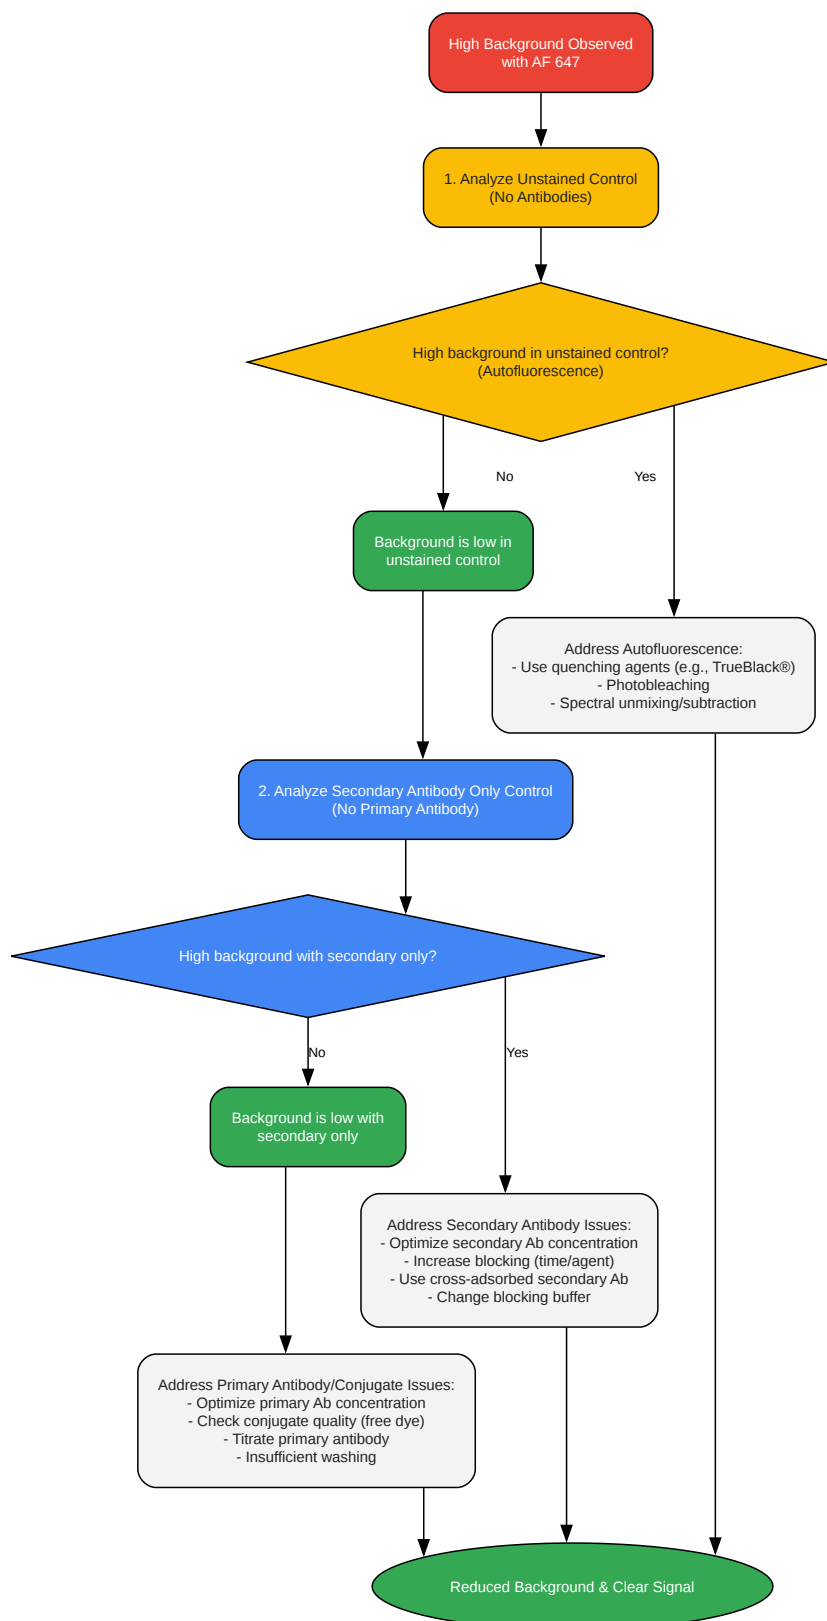 High Background Observed
with AF 647
1. Analyze Unstained Control
(No Antibodies)
High background in unstained control?
(Autofluorescence)
No
Yes
Background is low in
unstained control
Address Autofluorescence:
- Use quenching agents (e.g., TrueBlack®)
- Photobleaching
- Spectral unmixing/subtraction
2. Analyze Secondary Antibody Only Control
(No Primary Antibody)
High background with secondary only?
No
Yes
Background is low with
secondary only
Address Secondary Antibody Issues:
- Optimize secondary Ab concentration
- Increase blocking (time/agent)
- Use cross-adsorbed secondary Ab
- Change blocking buffer
Address Primary Antibody/Conjugate Issues:
- Optimize primary Ab concentration
- Check conjugate quality (free dye)
- Titrate primary antibody
- Insufficient washing
Reduced Background & Clear Signal